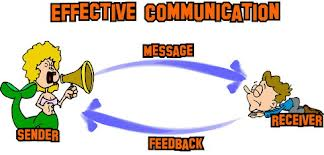 EFFECTIVE COMMUNICATION
MESSAGE
SENDER
RECEIVER
FEEDBACK